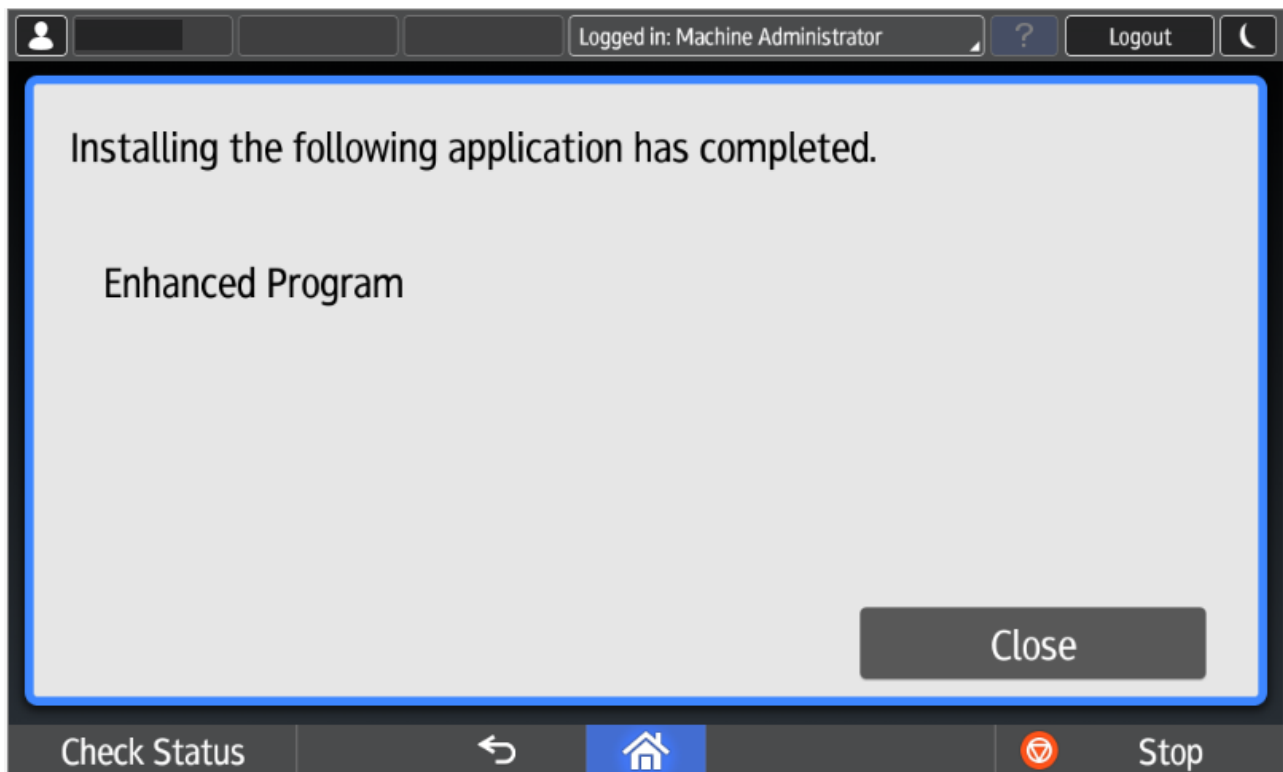 Logged in: Machine Administrator ? Logout
Installing the following application has completed.
Enhanced Program
Close
Check Status Stop